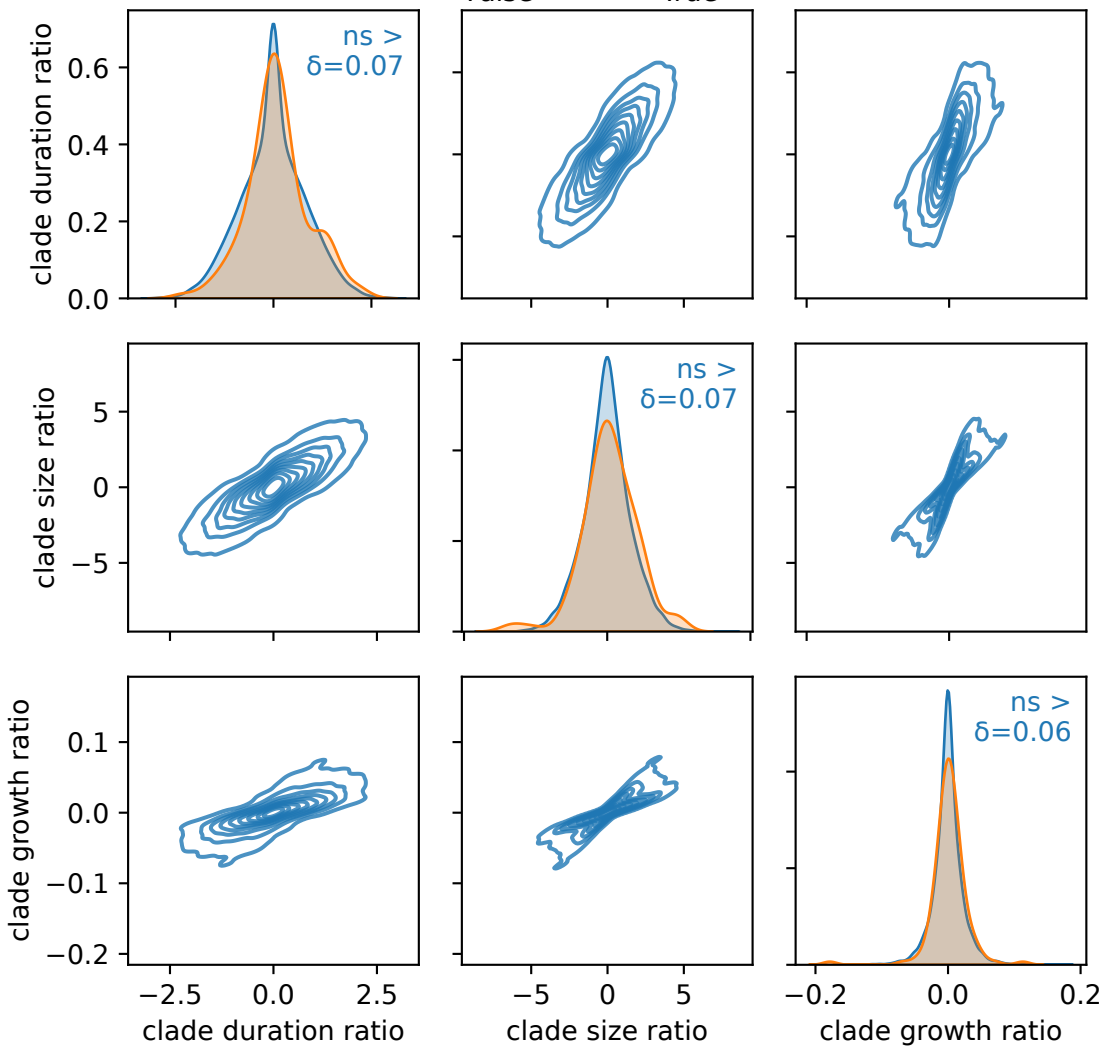 clade duration ratio
0.6
0.4
0.2
0.0
ns >
δ=0.07
clade size ratio
5
0
−5
ns >
δ=0.07
clade growth ratio
0.1
0.0
−0.1
−0.2
ns >
δ=0.06
−2.5 0.0 2.5
−5 0 5
−0.2 0.0 0.2
clade duration ratio
clade size ratio
clade growth ratio